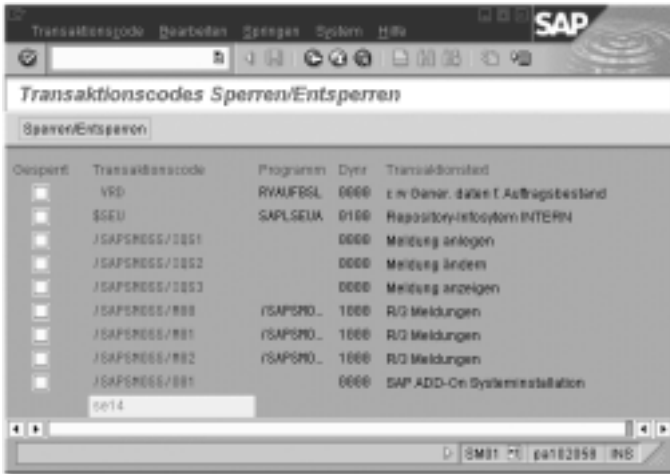 Transaktionscode Bearbeiten Springen System Hilfe
SAP
Transaktionscodes Sperren/Entsperren
Sperren/Entsperren
Gesperrt Transaktionscode Programm Dynr Transaktionstext
VRD RVAUFBSL 0000 Gener. daten f. Auftragsbestand
$SEU SAPLSEUA 0100 Repository-Infosytem INTERN
/SAPSMOSS/IQS1 0000 Meldung anlegen
/SAPSMOSS/IQS2 0000 Meldung ändern
/SAPSMOSS/IQS3 0000 Meldung anzeigen
/SAPSMOSS/M00 /SAPSMO… 1000 R/3 Meldungen
/SAPSMOSS/M01 /SAPSMO… 1000 R/3 Meldungen
/SAPSMOSS/M02 /SAPSMO… 1000 R/3 Meldungen
/SAPSMOSS/OB1 0000 SAP ADD-On Systeminstallation
se14
SM01 pa102058 INS